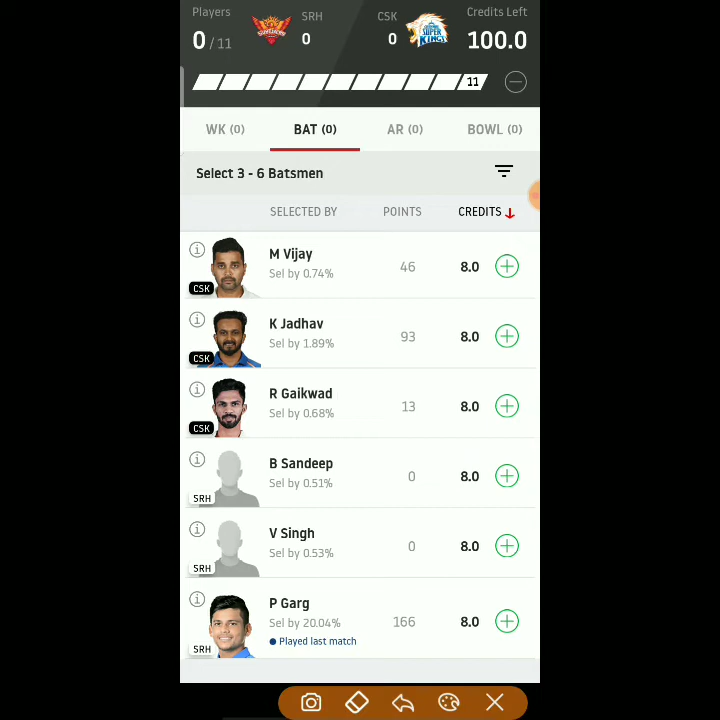 Players SRH CSK Credits Left
0 / 11 0 0 100.0
11
WK (0) BAT (0) AR (0) BOWL (0)
Select 3 - 6 Batsmen
SELECTED BY POINTS CREDITS
M Vijay
Sel by 0.74% 46 8.0
CSK
K Jadhav
Sel by 1.89% 93 8.0
CSK
R Gaikwad
Sel by 0.68% 13 8.0
CSK
B Sandeep
Sel by 0.51% 0 8.0
SRH
V Singh
Sel by 0.53% 0 8.0
SRH
P Garg
Sel by 20.04% 166 8.0
Played last match
SRH